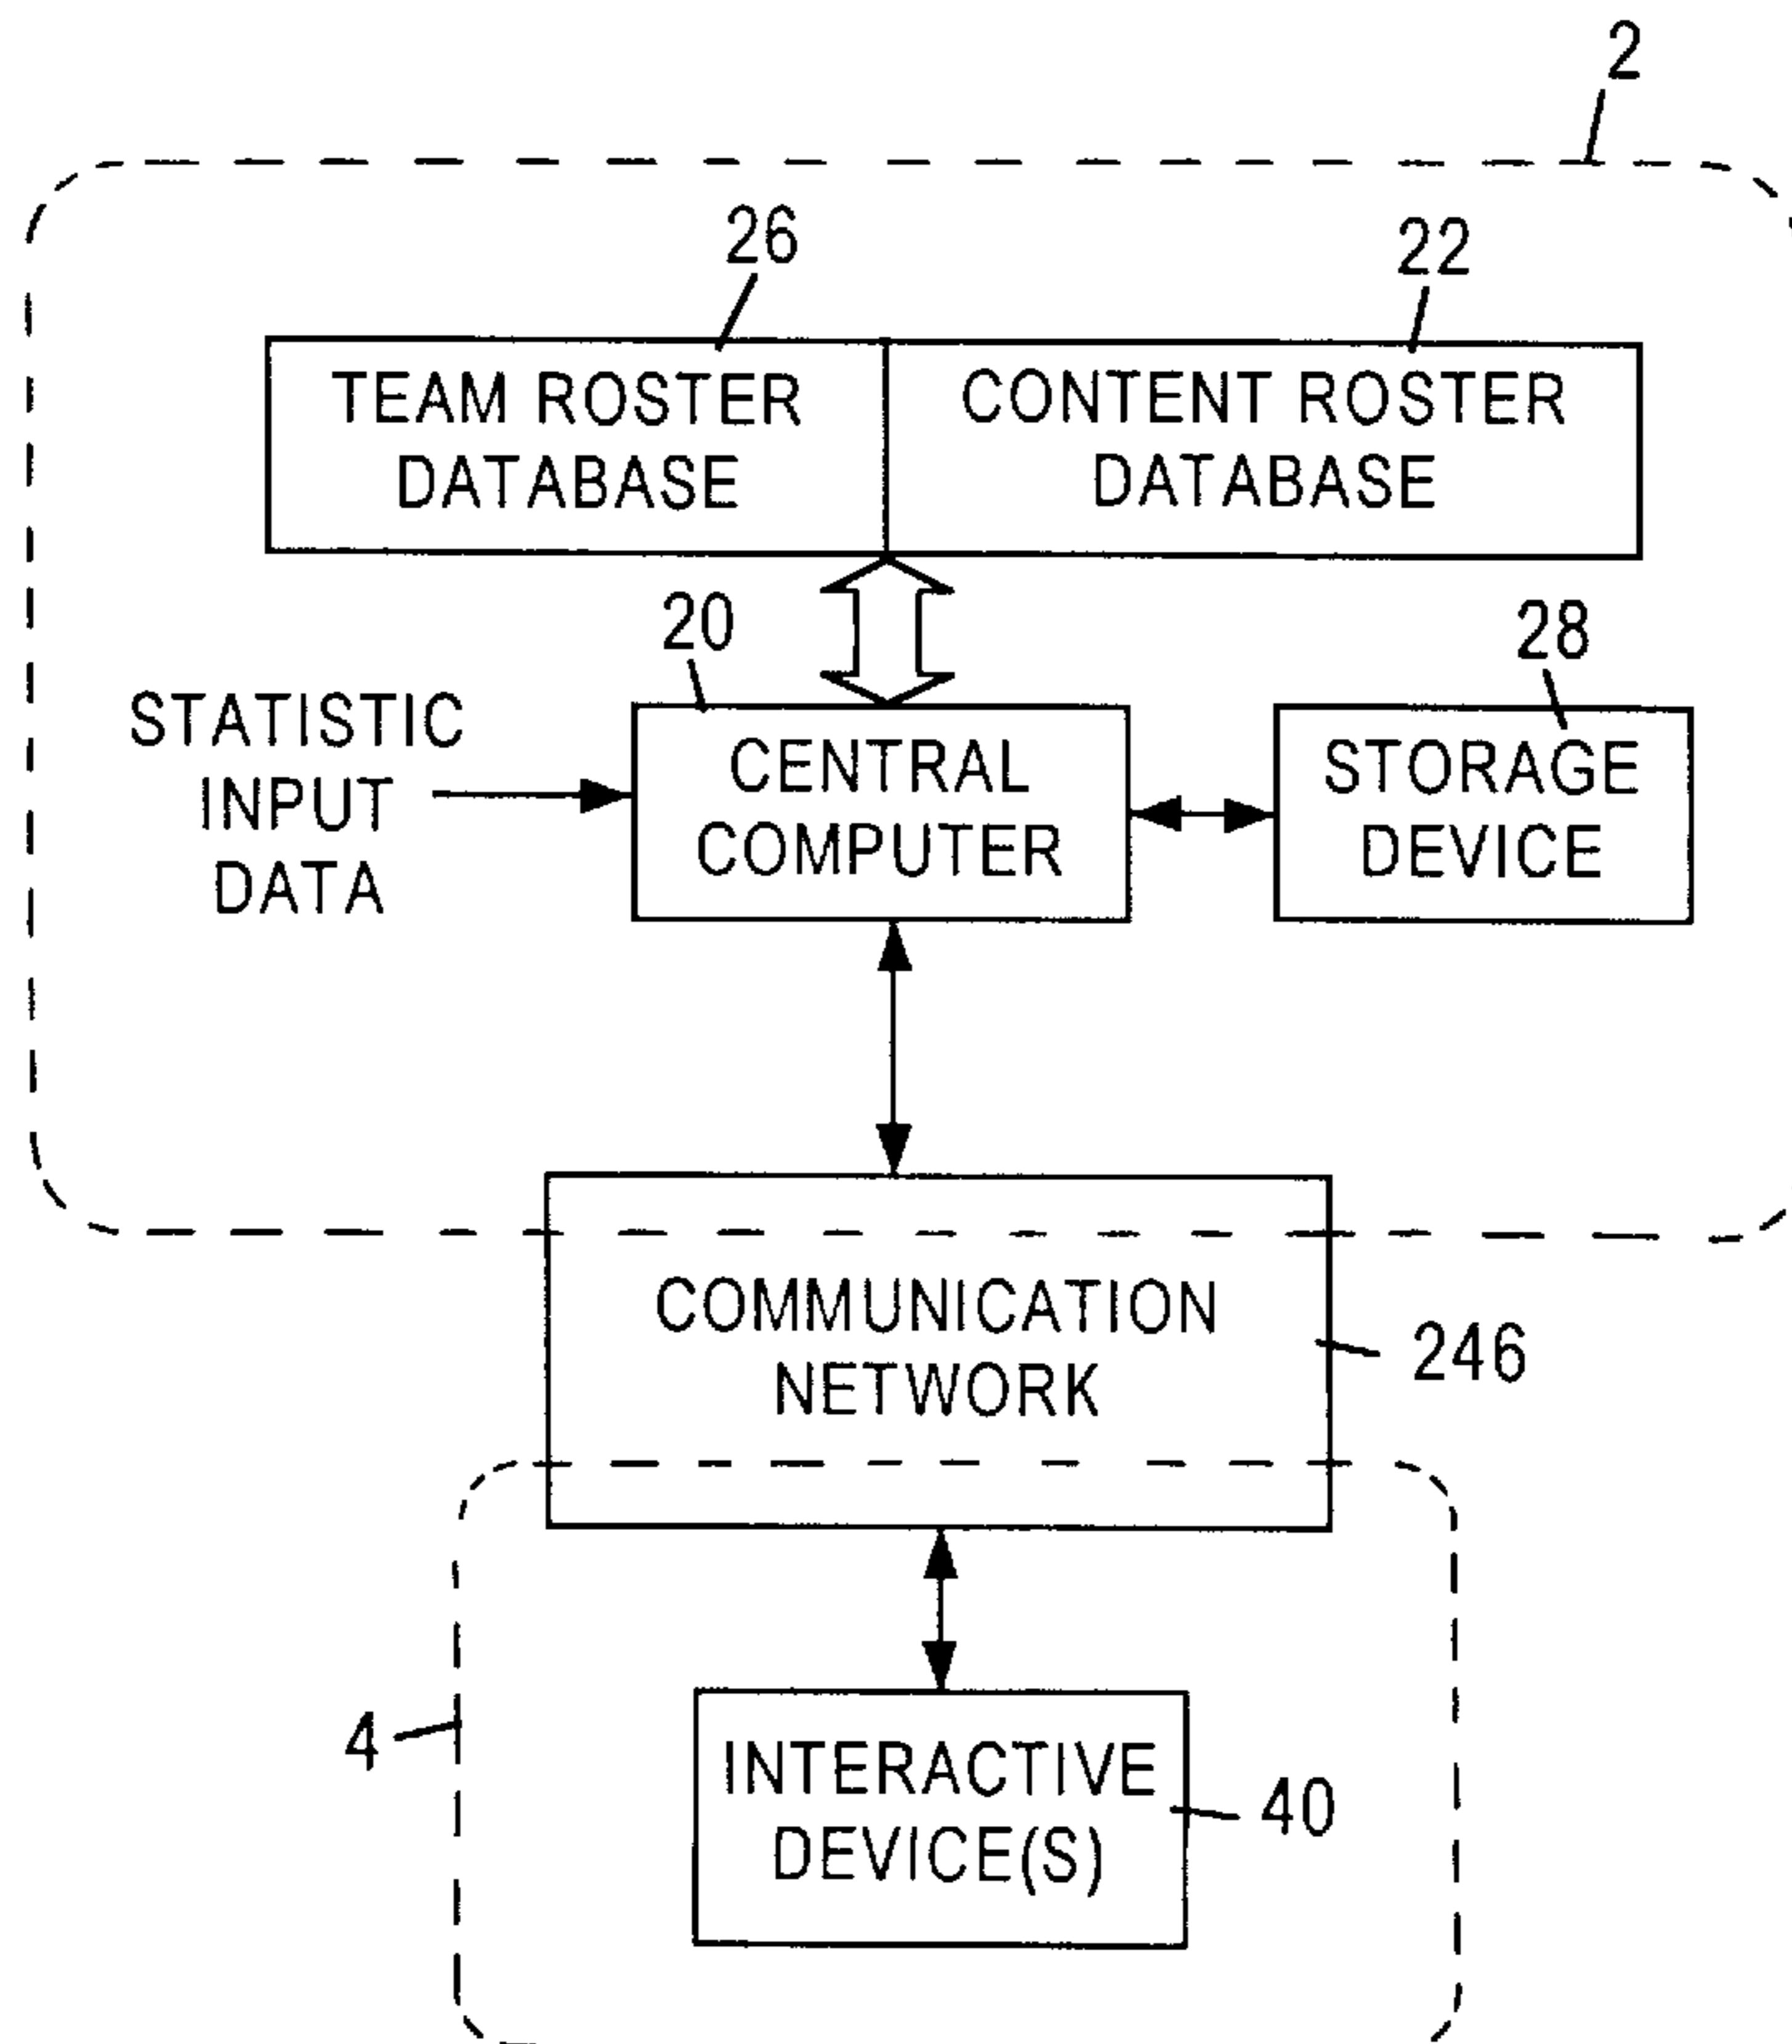 2
26
22
TEAM ROSTER
DATABASE
CONTENT ROSTER
DATABASE
20
28
STATISTIC
INPUT
DATA
CENTRAL
COMPUTER
STORAGE
DEVICE
COMMUNICATION
NETWORK
246
4
INTERACTIVE
DEVICE(S)
40